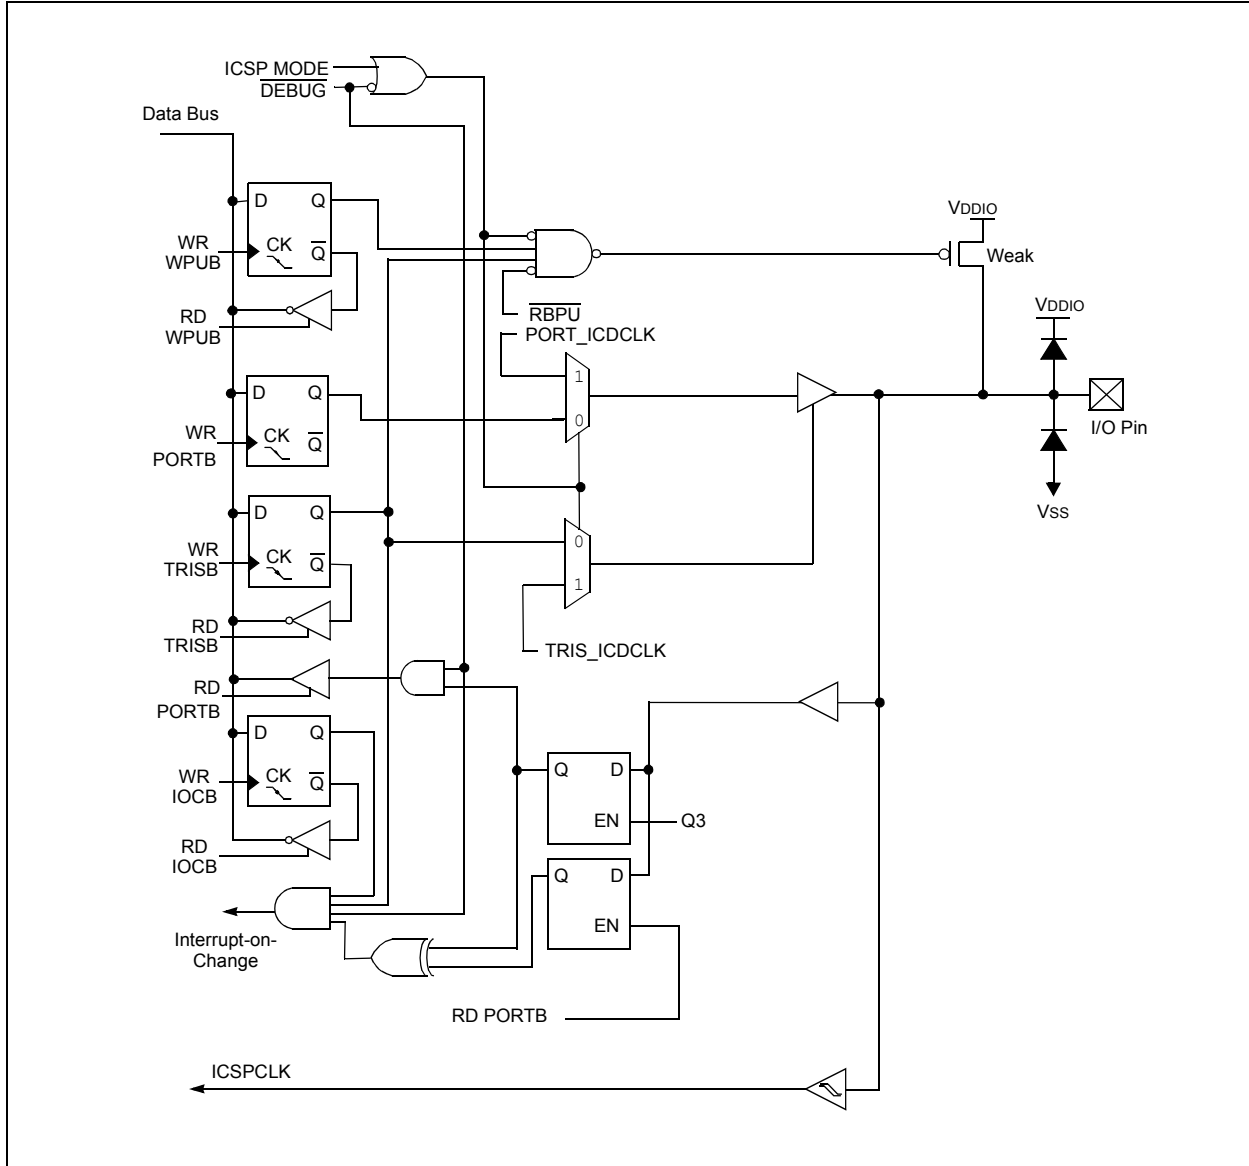 ICSP MODE
D̅E̅B̅U̅G̅
Data Bus
D Q
WR
WPUB
CK Q̅
RD
WPUB
VDDIO
Weak
R̅B̅P̅U̅
PORT_ICDCLK
VDDIO
1
0
D Q
WR
PORTB
CK Q̅
I/O Pin
VSS
D Q
WR
TRISB
CK Q̅
0
1
RD
TRISB
TRIS_ICDCLK
RD
PORTB
D Q
WR
IOCB
CK Q̅
Q D
EN
Q3
RD
IOCB
Q D
EN
Interrupt-on-
Change
RD PORTB
ICSPCLK